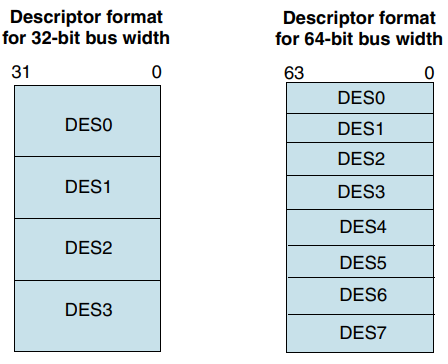 Descriptor format
for 32-bit bus width
31 0
DES0
DES1
DES2
DES3
Descriptor format
for 64-bit bus width
63 0
DES0
DES1
DES2
DES3
DES4
DES5
DES6
DES7